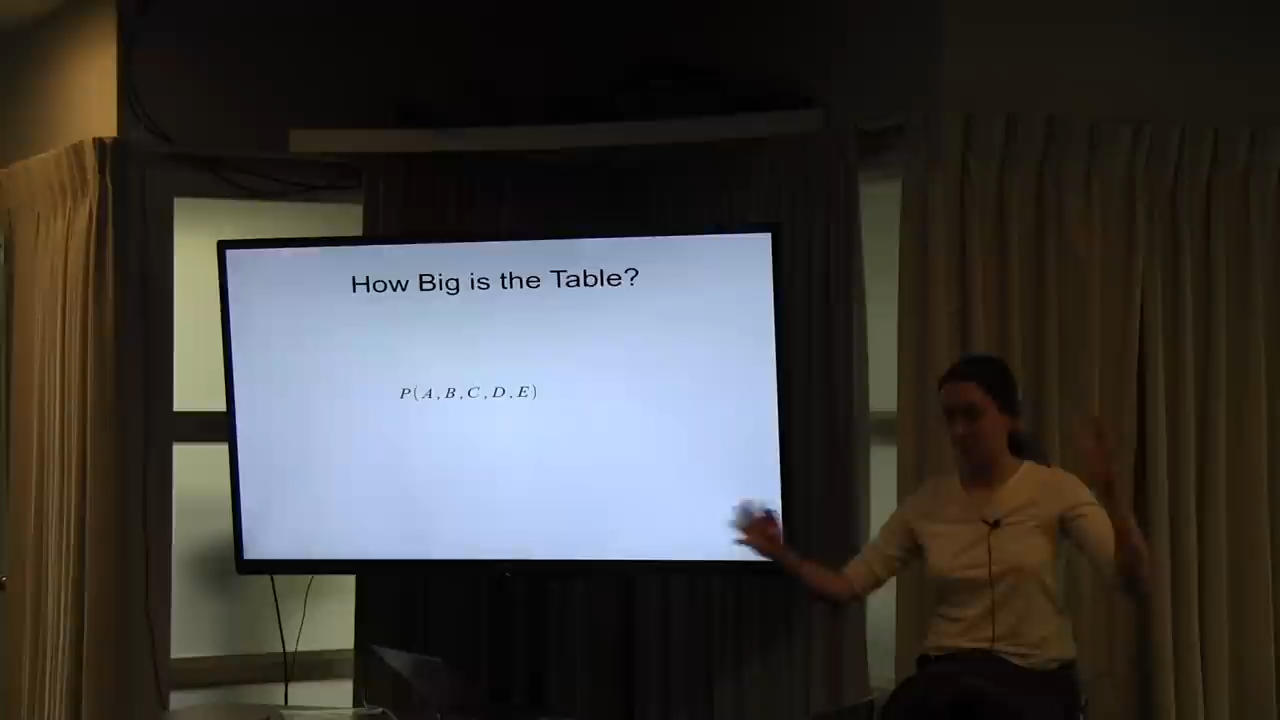 How Big is the Table?
P(A,B,C,D,E)